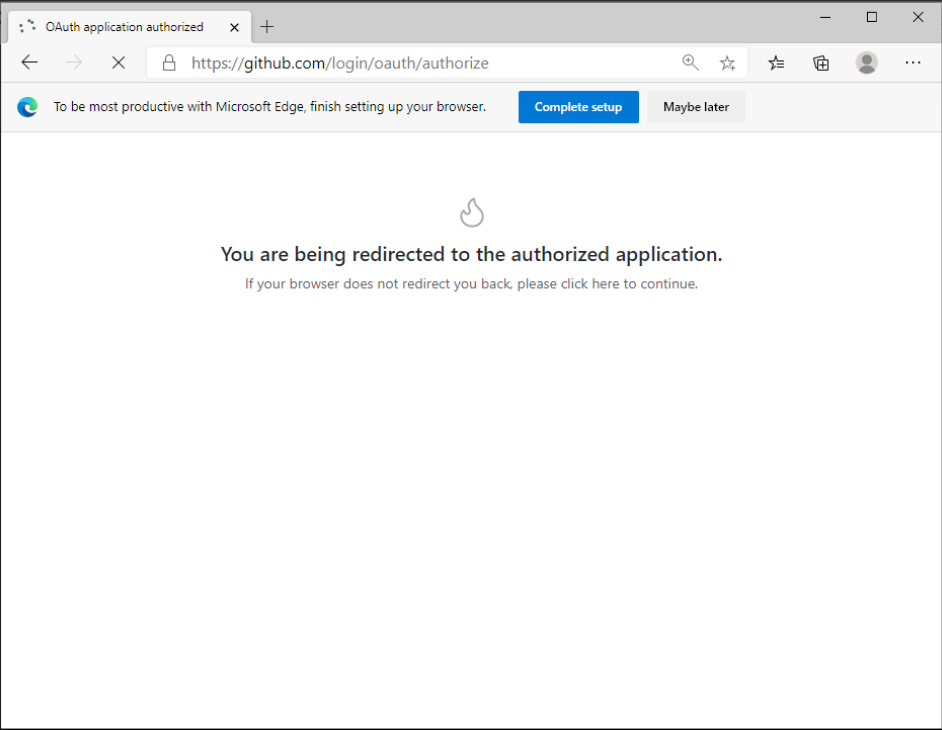 OAuth application authorized
https://github.com/login/oauth/authorize
To be most productive with Microsoft Edge, finish setting up your browser. Complete setup Maybe later
You are being redirected to the authorized application.
If your browser does not redirect you back, please click here to continue.